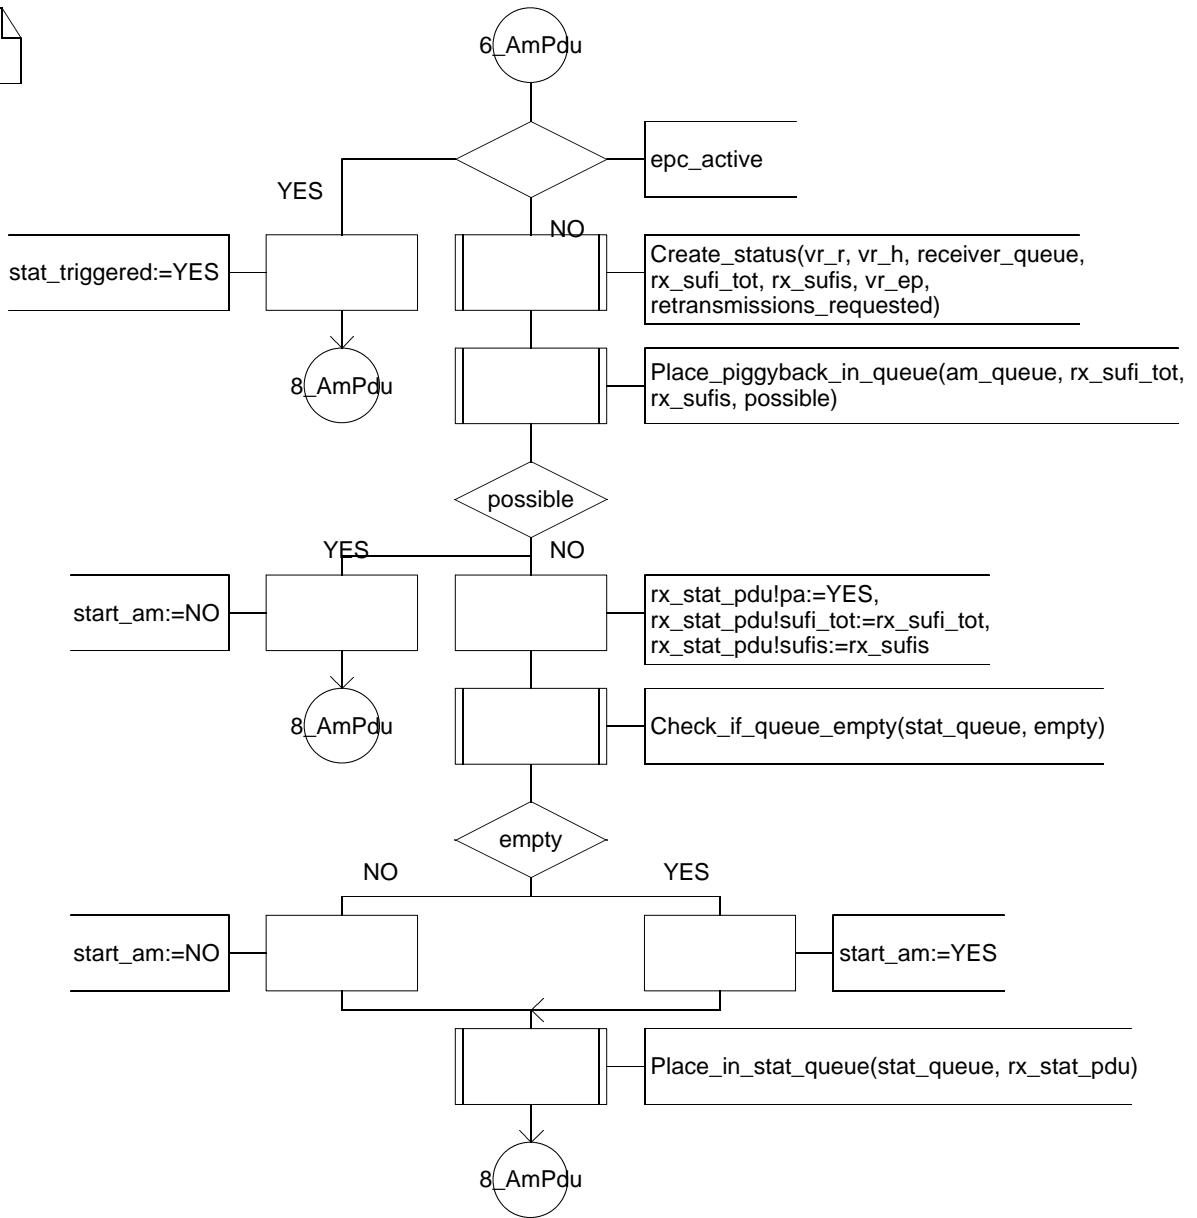 6_AmPdu
epc_active
YES
NO
stat_triggered:=YES
Create_status(vr_r, vr_h, receiver_queue,
rx_sufi_tot, rx_sufis, vr_ep,
retransmissions_requested)
8_AmPdu
Place_piggyback_in_queue(am_queue, rx_sufi_tot,
rx_sufis, possible)
possible
YES
NO
start_am:=NO
rx_stat_pdu!pa:=YES,
rx_stat_pdu!sufi_tot:=rx_sufi_tot,
rx_stat_pdu!sufis:=rx_sufis
8_AmPdu
Check_if_queue_empty(stat_queue, empty)
empty
NO
YES
start_am:=NO
start_am:=YES
Place_in_stat_queue(stat_queue, rx_stat_pdu)
8_AmPdu